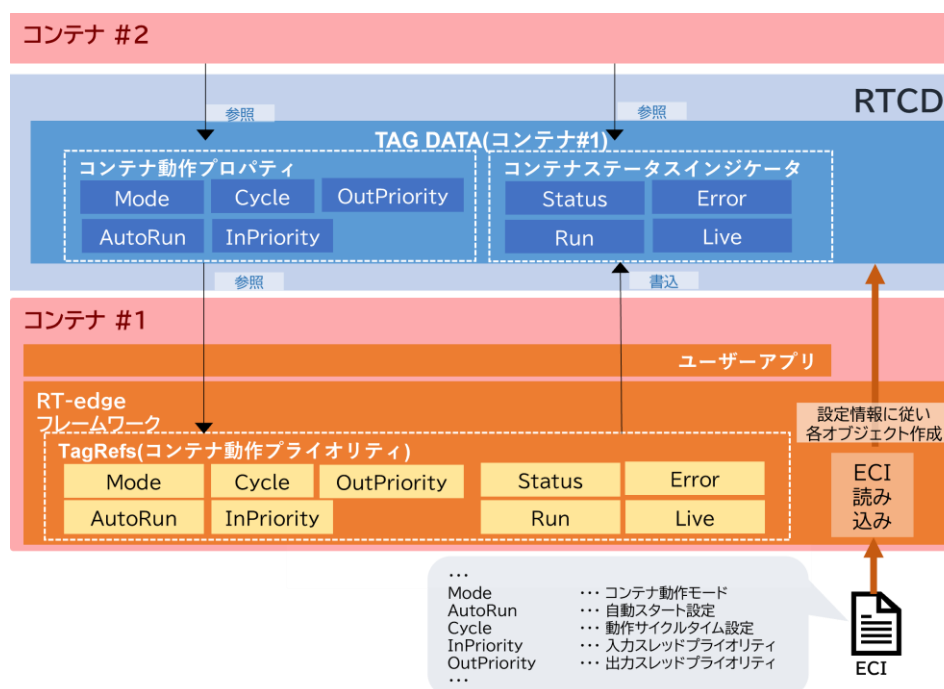 コンテナ #2
参照
参照
RTCD
TAG DATA(コンテナ#1)
コンテナ動作プロパティ
コンテナステータスインジケータ
Mode
Cycle
OutPriority
Status
Error
AutoRun
InPriority
Run
Live
参照
書込
コンテナ #1
ユーザーアプリ
RT-edge
フレームワーク
設定情報に従い
各オブジェクト作成
TagRefs(コンテナ動作プライオリティ)
Mode
Cycle
OutPriority
Status
Error
AutoRun
InPriority
Run
Live
ECI
読み
込み
…
Mode … コンテナ動作モード
AutoRun … 自動スタート設定
Cycle … 動作サイクルタイム設定
InPriority … 入力スレッドプライオリティ
OutPriority … 出力スレッドプライオリティ
…
ECI